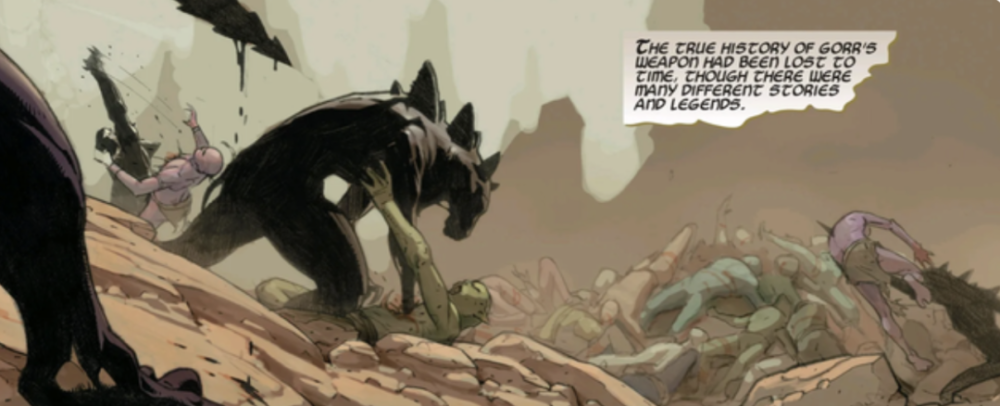 THE TRUE HISTORY OF GORR'S
WEAPON HAD BEEN LOST TO
TIME, THOUGH THERE WERE
MANY DIFFERENT STORIES
AND LEGENDS.